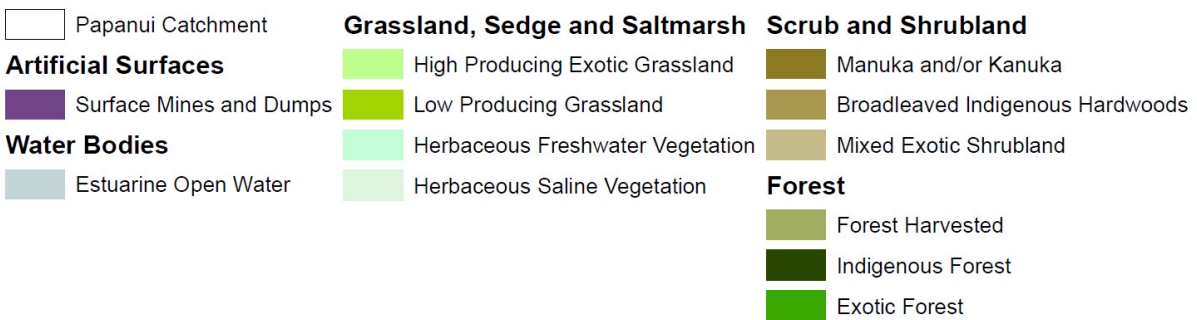 Papanui Catchment
Artificial Surfaces
Surface Mines and Dumps
Water Bodies
Estuarine Open Water
Grassland, Sedge and Saltmarsh
High Producing Exotic Grassland
Low Producing Grassland
Herbaceous Freshwater Vegetation
Herbaceous Saline Vegetation
Scrub and Shrubland
Manuka and/or Kanuka
Broadleaved Indigenous Hardwoods
Mixed Exotic Shrubland
Forest
Forest Harvested
Indigenous Forest
Exotic Forest